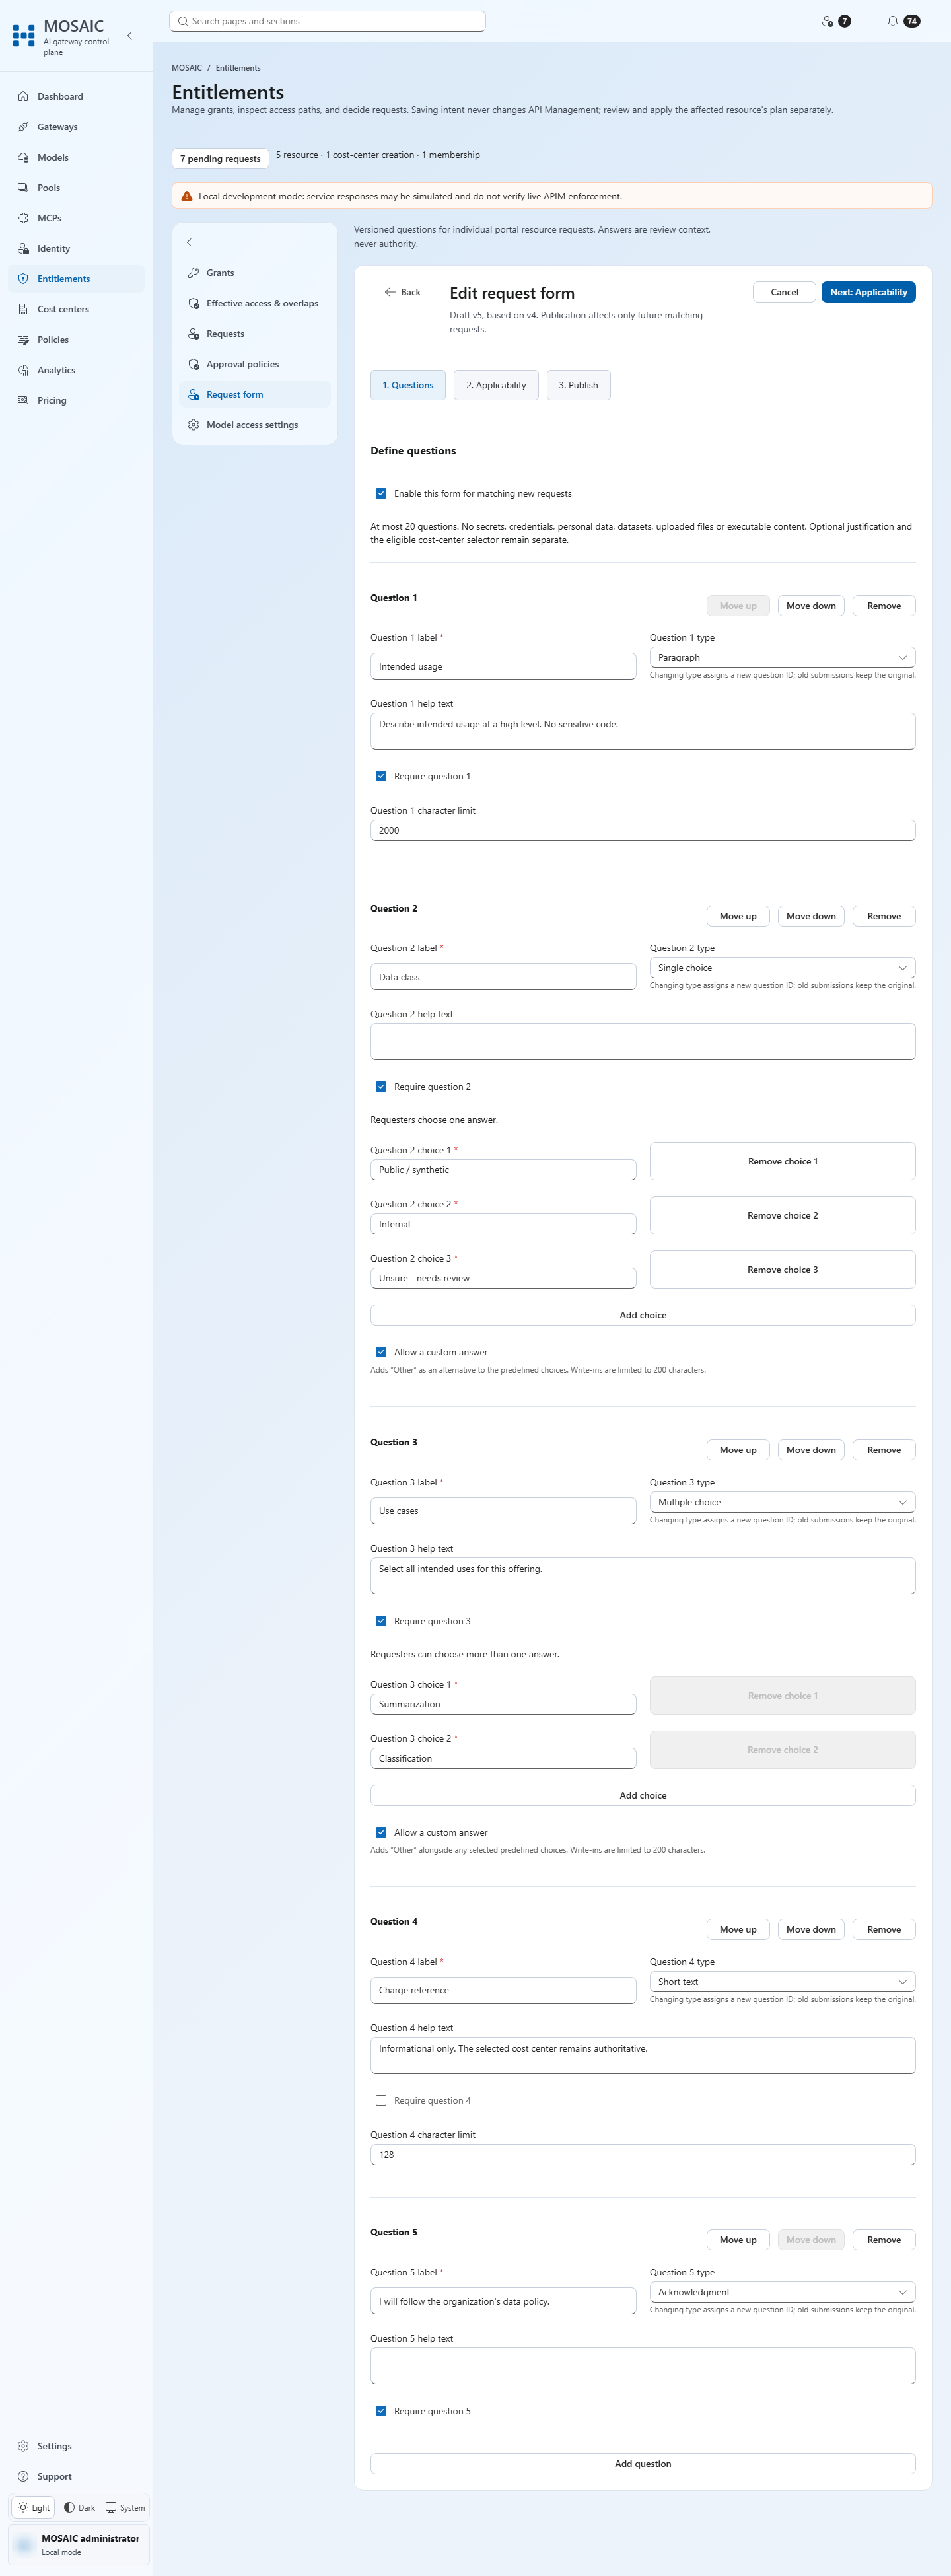 MOSAIC
AI gateway control
plane
Search pages and sections
7
74
Dashboard
Gateways
Models
Pools
MCPs
Identity
Entitlements
Cost centers
Policies
Analytics
Pricing
MOSAIC / Entitlements
Entitlements
Manage grants, inspect access paths, and decide requests. Saving intent never changes API Management; review and apply the affected resource's plan separately.
7 pending requests
5 resource · 1 cost-center creation · 1 membership
Local development mode: service responses may be simulated and do not verify live APIM enforcement.
Grants
Effective access & overlaps
Requests
Approval policies
Request form
Model access settings
Versioned questions for individual portal resource requests. Answers are review context,
never authority.
Back
Edit request form
Cancel
Next: Applicability
Draft v5, based on v4. Publication affects only future matching
requests.
1. Questions
2. Applicability
3. Publish
Define questions
Enable this form for matching new requests
At most 20 questions. No secrets, credentials, personal data, datasets, uploaded files or executable content. Optional justification and
the eligible cost-center selector remain separate.
Question 1
Move up
Move down
Remove
Question 1 label *
Question 1 type
Intended usage
Paragraph
Changing type assigns a new question ID; old submissions keep the original.
Question 1 help text
Describe intended usage at a high level. No sensitive code.
Require question 1
Question 1 character limit
2000
Question 2
Move up
Move down
Remove
Question 2 label *
Question 2 type
Data class
Single choice
Changing type assigns a new question ID; old submissions keep the original.
Question 2 help text
Require question 2
Requesters choose one answer.
Question 2 choice 1 *
Public / synthetic
Remove choice 1
Question 2 choice 2 *
Internal
Remove choice 2
Question 2 choice 3 *
Unsure - needs review
Remove choice 3
Add choice
Allow a custom answer
Adds "Other" as an alternative to the predefined choices. Write-ins are limited to 200 characters.
Question 3
Move up
Move down
Remove
Question 3 label *
Question 3 type
Use cases
Multiple choice
Changing type assigns a new question ID; old submissions keep the original.
Question 3 help text
Select all intended uses for this offering.
Require question 3
Requesters can choose more than one answer.
Question 3 choice 1 *
Summarization
Remove choice 1
Question 3 choice 2 *
Classification
Remove choice 2
Add choice
Allow a custom answer
Adds "Other" alongside any selected predefined choices. Write-ins are limited to 200 characters.
Question 4
Move up
Move down
Remove
Question 4 label *
Question 4 type
Charge reference
Short text
Changing type assigns a new question ID; old submissions keep the original.
Question 4 help text
Informational only. The selected cost center remains authoritative.
Require question 4
Question 4 character limit
128
Question 5
Move up
Move down
Remove
Question 5 label *
Question 5 type
I will follow the organization's data policy.
Acknowledgment
Changing type assigns a new question ID; old submissions keep the original.
Question 5 help text
Require question 5
Add question
Settings
Support
Light
Dark
System
MOSAIC administrator
Local mode